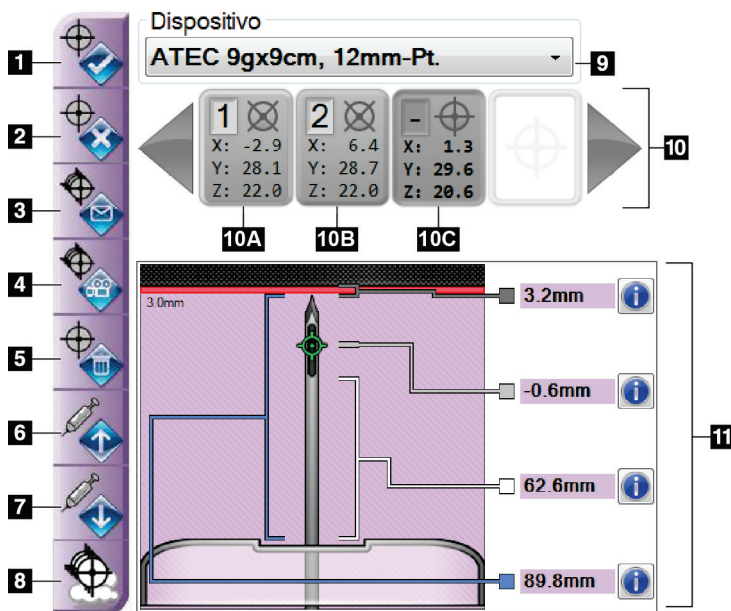 Dispositivo
ATEC 9gx9cm, 12mm-Pt.
9
1
2
3
4
5
6
7
8
1
X: -2.9
Y: 28.1
Z: 22.0
2
X: 6.4
Y: 28.7
Z: 22.0
-
X: 1.3
Y: 29.6
Z: 20.6
10
10A
10B
10C
3.0mm
3.2mm
i
-0.6mm
i
62.6mm
i
89.8mm
i
11